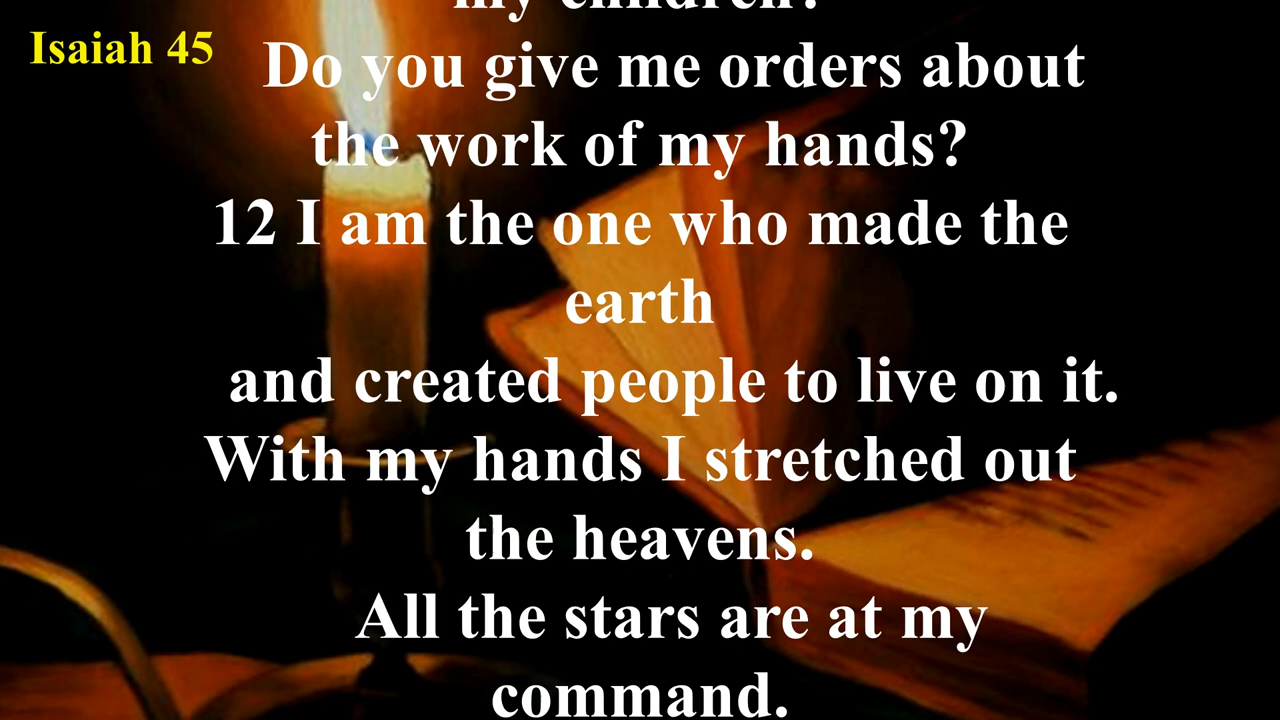 my children?
Isaiah 45
Do you give me orders about
the work of my hands?
12 I am the one who made the
earth
and created people to live on it.
With my hands I stretched out
the heavens.
All the stars are at my
command.